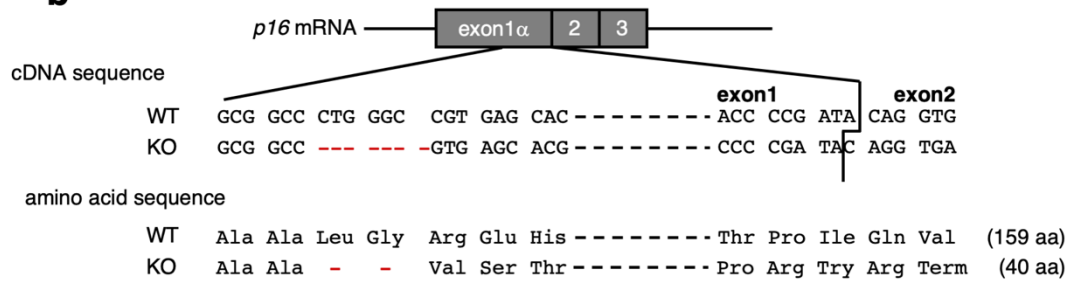 b
p16 mRNA exon1α 2 3
cDNA sequence
exon1 exon2
WT GCG GCC CTG GGC CGT GAG CAC - - - - - - - - - ACC CCG ATA CAG GTG
KO GCG GCC --- --- -GTG AGC ACG - - - - - - - - - CCC CGA TAC AGG TGA
amino acid sequence
WT Ala Ala Leu Gly Arg Glu His - - - - - - - - - Thr Pro Ile Gln Val (159 aa)
KO Ala Ala - - Val Ser Thr - - - - - - - - - Pro Arg Try Arg Term (40 aa)